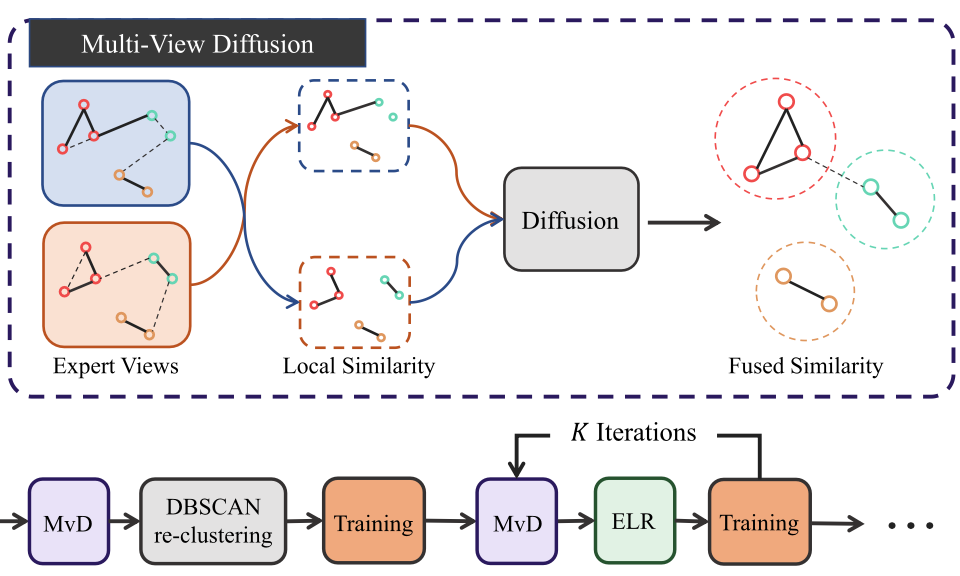 Multi-View Diffusion
Diffusion
Expert Views
Local Similarity
Fused Similarity
K Iterations
MvD
DBSCAN
re-clustering
Training
MvD
ELR
Training
...